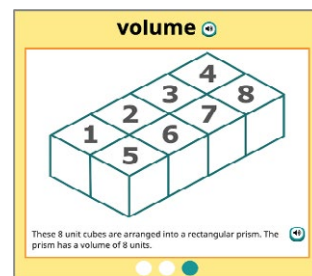 volume
4
3
8
2
7
1
6
5
These 8 unit cubes are arranged into a rectangular prism. The
prism has a volume of 8 units.